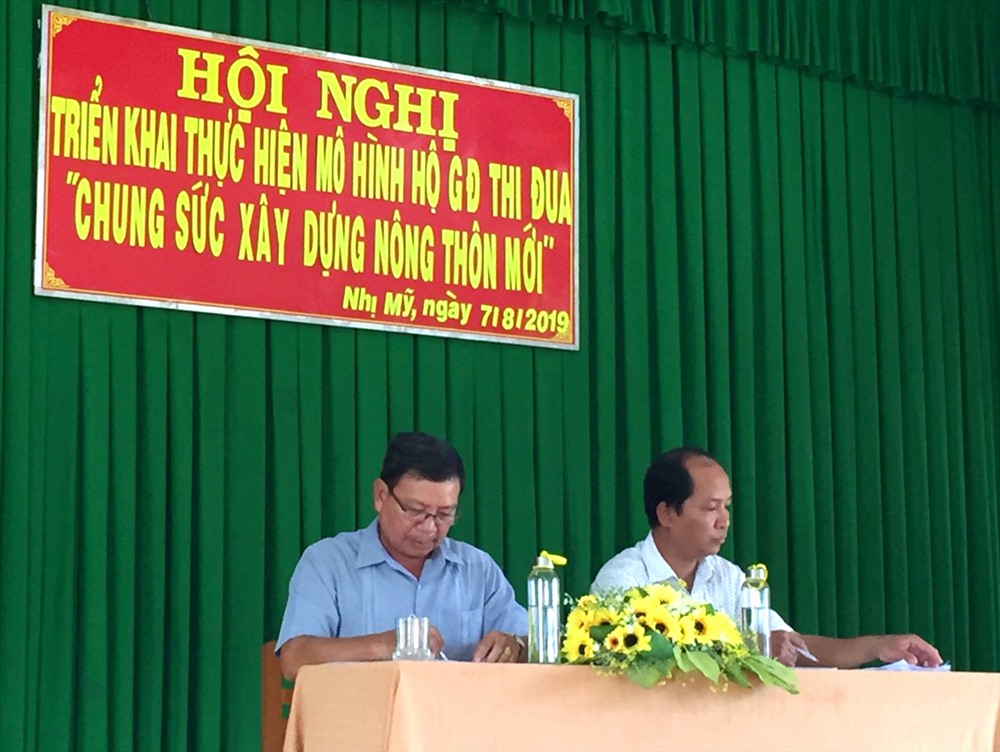 HỘI NGHỊ
TRIỂN KHAI THỰC HIỆN MÔ HÌNH HỘ GĐ THI ĐUA
"CHUNG SỨC XÂY DỰNG NÔNG THÔN MỚI"
Nhị Mỹ, ngày 7/8/2019